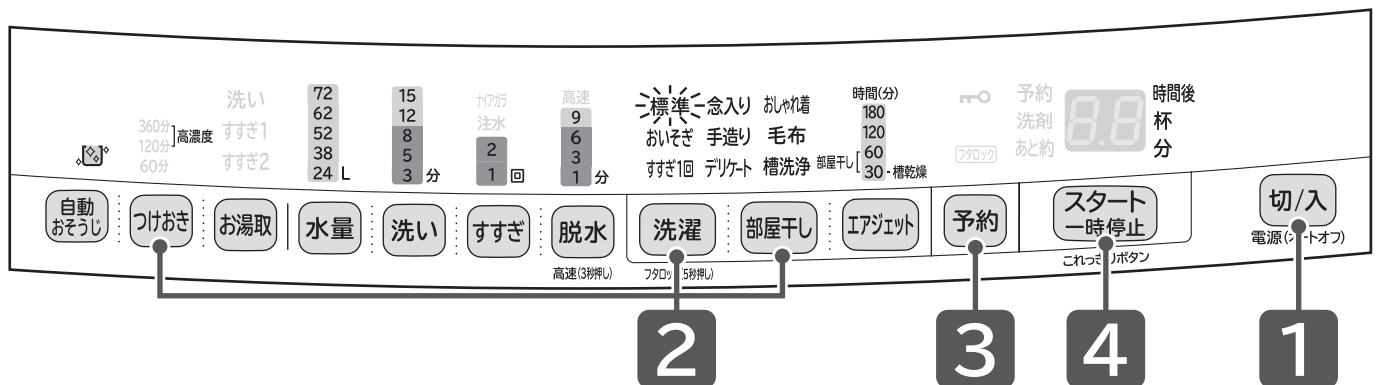 360分
120分
60分
高濃度
洗い
すすぎ1
すすぎ2
72
62
52
38
24 L
15
12
8
5
3 分
ナイアガラ
注水
2
1 回
高速
9
6
3
1 分
標準 念入り おしゃれ着
おいそぎ 手造り 毛布
すすぎ1回 デリケート 槽洗浄
時間(分)
180
120
60
30
部屋干し
槽乾燥
予約
洗剤
あと約
フタロック
8.8
時間後
杯
分
自動
おそうじ
つけおき
お湯取
水量
洗い
すすぎ
脱水
高速(3秒押し)
洗濯
フタロック(5秒押し)
部屋干し
エアジェット
予約
スタート
一時停止
これっきりボタン
切/入
電源(オートオフ)
2
3
4
1